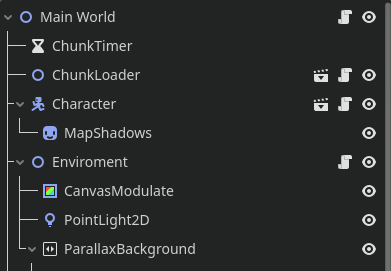 Main World
ChunkTimer
ChunkLoader
Character
MapShadows
Enviroment
CanvasModulate
PointLight2D
ParallaxBackground